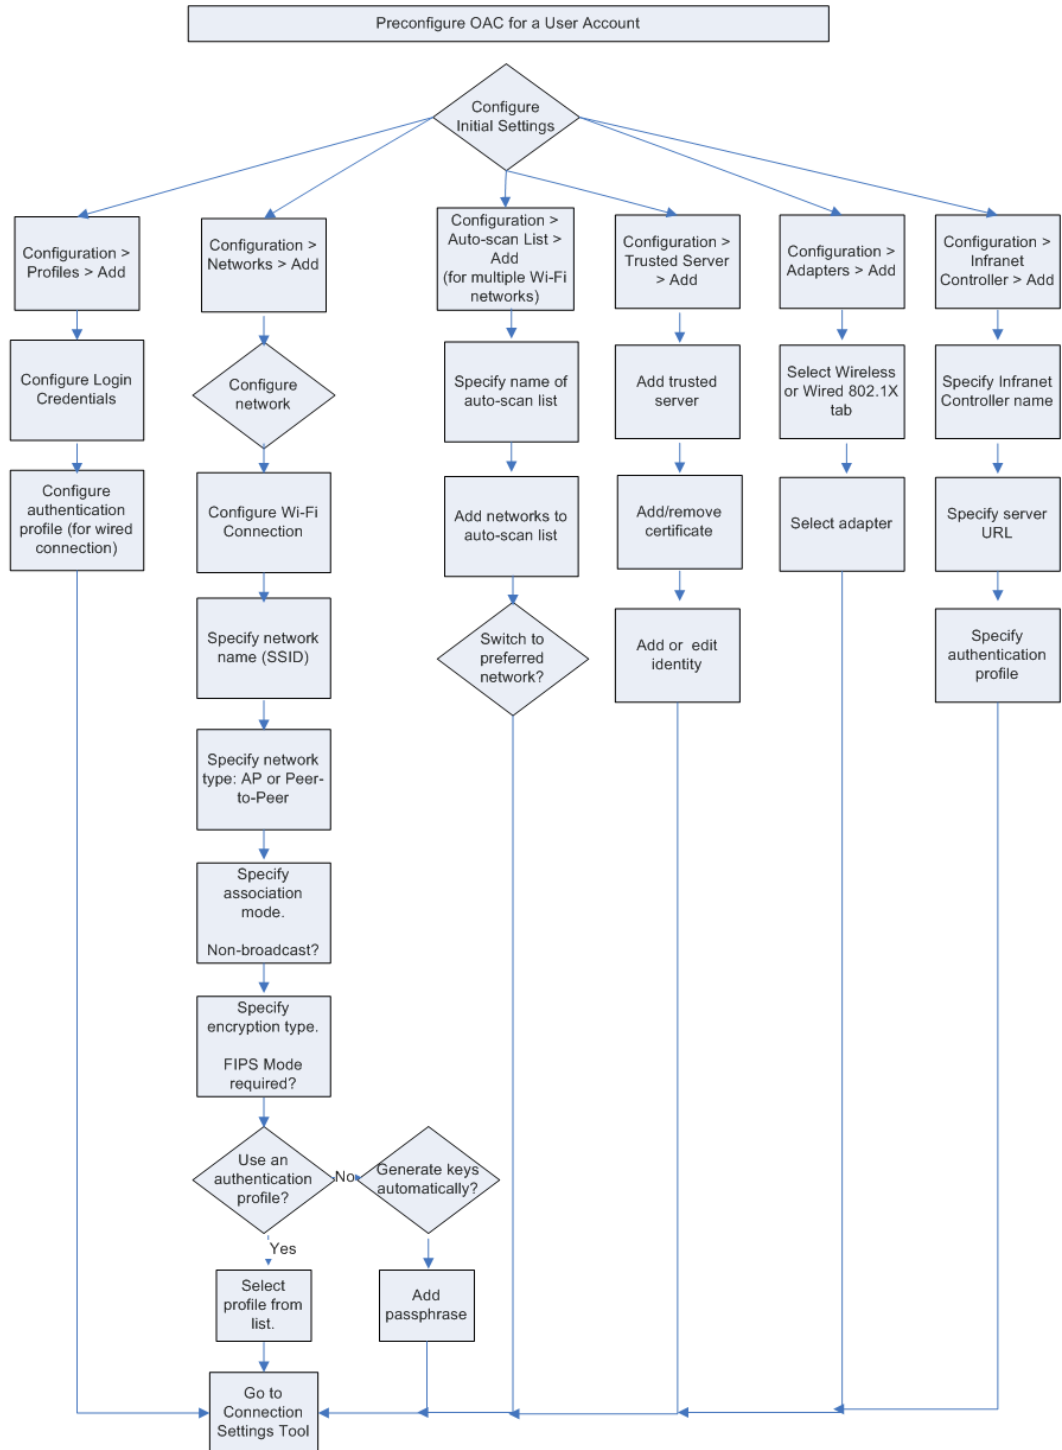 Preconfigure OAC for a User Account
Configure
Initial Settings
Configuration >
Profiles > Add
Configure Login
Credentials
Configure
authentication
profile (for wired
connection)
Configuration >
Networks > Add
Configure
network
Configure Wi-Fi
Connection
Specify network
name (SSID)
Specify network
type: AP or Peer-
to-Peer
Specify
association
mode.
Non-broadcast?
Specify
encryption type.
FIPS Mode
required?
Use an
authentication
profile?
No
Generate keys
automatically?
Yes
Select
profile from
list.
Add
passphrase
Go to
Connection
Settings Tool
Configuration >
Auto-scan List >
Add
(for multiple Wi-Fi
networks)
Specify name of
auto-scan list
Add networks to
auto-scan list
Switch to
preferred
network?
Configuration >
Trusted Server
> Add
Add trusted
server
Add/remove
certificate
Add or edit
identity
Configuration >
Adapters > Add
Select Wireless
or Wired 802.1X
tab
Select adapter
Configuration >
Infranet
Controller > Add
Specify Infranet
Controller name
Specify server
URL
Specify
authentication
profile